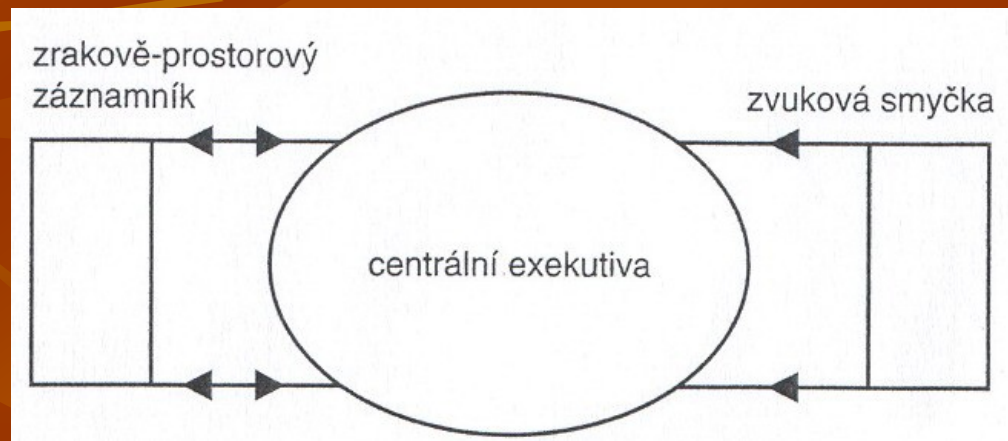 zrakově-prostorový
záznamník
zvuková smyčka
centrální exekutiva